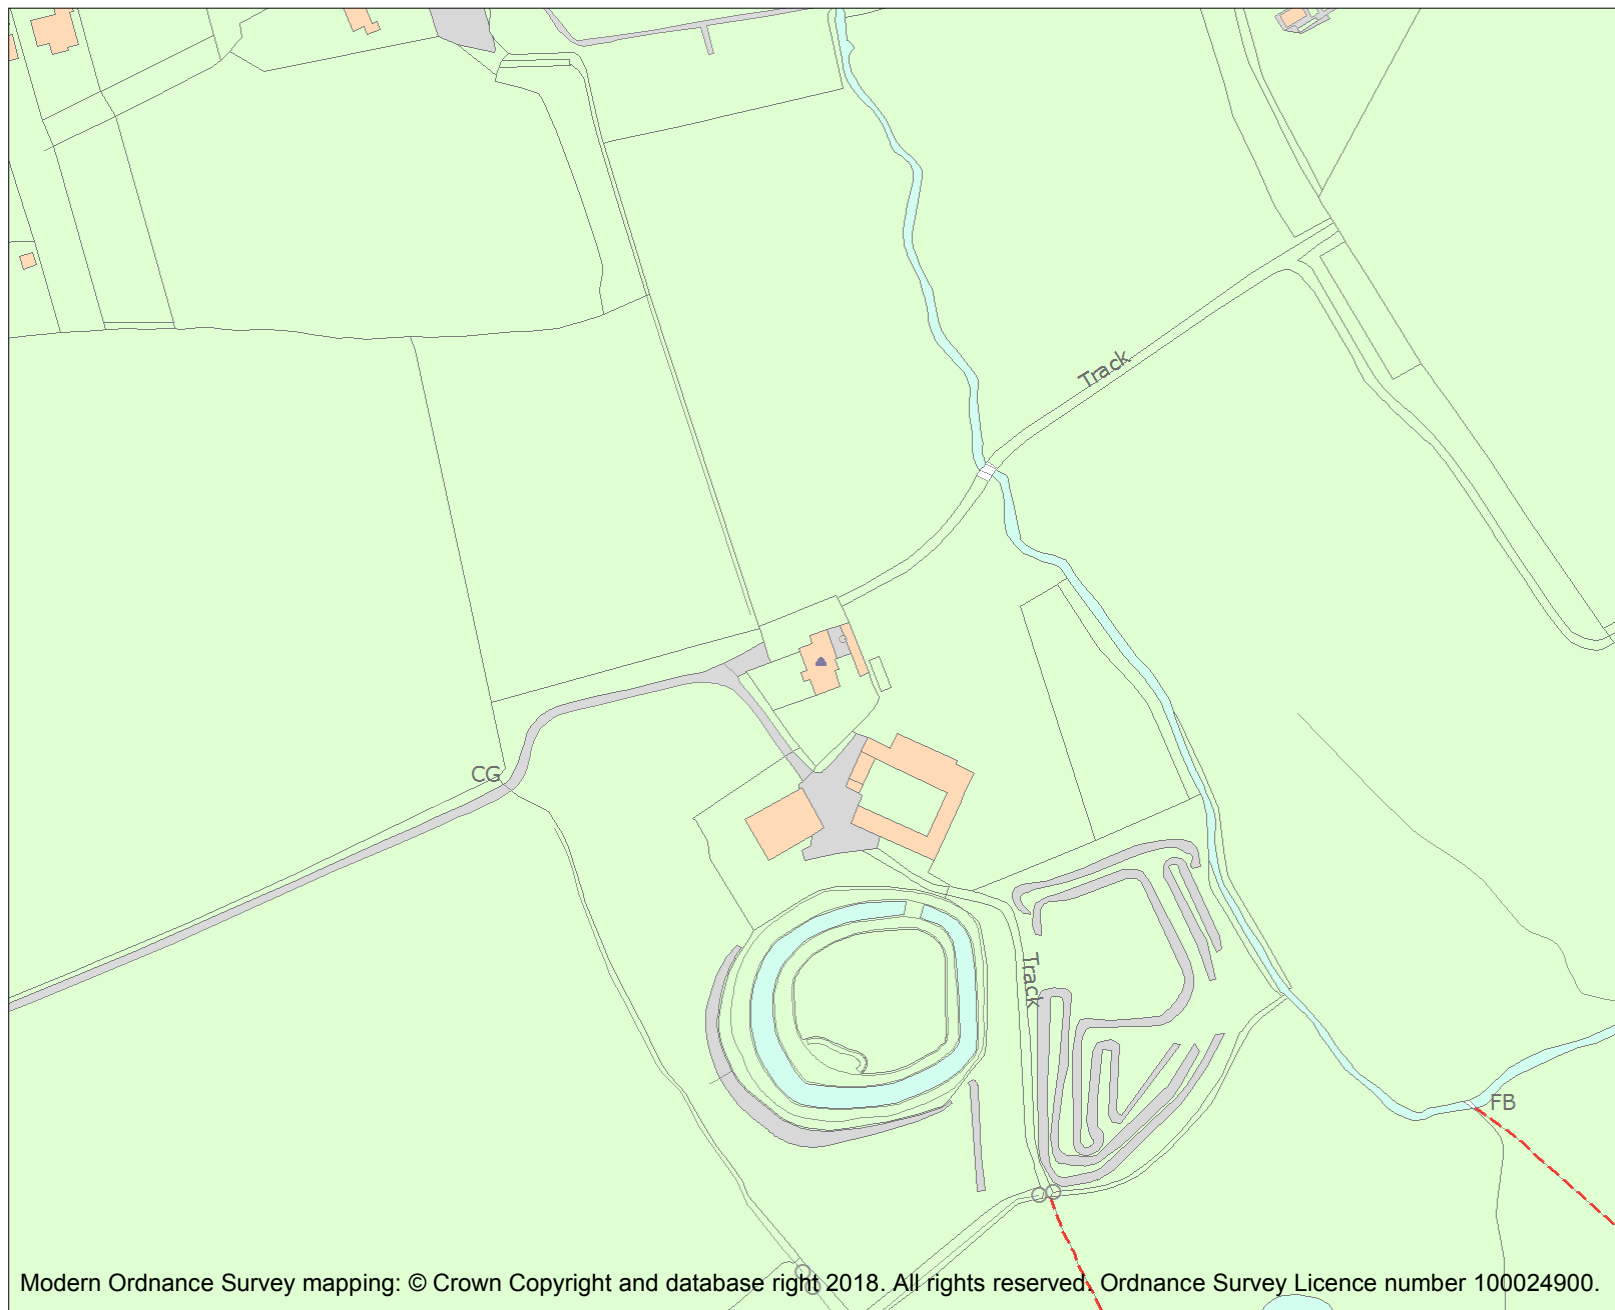 Track
CG
Track
FB
Modern Ordnance Survey mapping: © Crown Copyright and database right 2018. All rights reserved. Ordnance Survey Licence number 100024900.